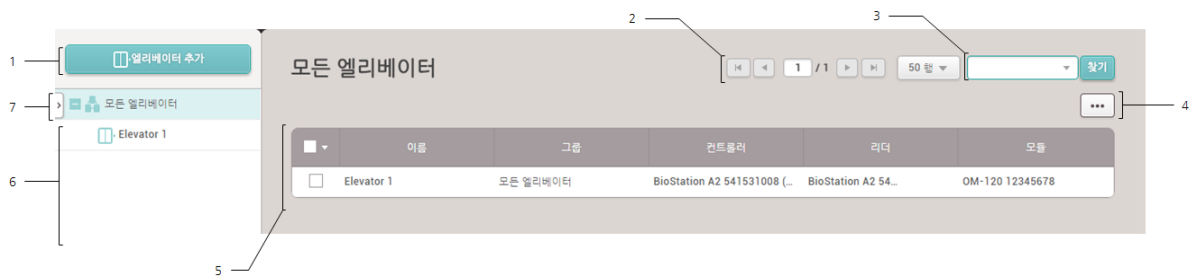 2
3
1
엘리베이터 추가
모든 엘리베이터
1 / 1
50 행
찾기
7
모든 엘리베이터
...
4
Elevator 1
이름 그룹 컨트롤러 리더 모듈
6
Elevator 1 모든 엘리베이터 BioStation A2 541531008 (... BioStation A2 54... OM-120 12345678
5